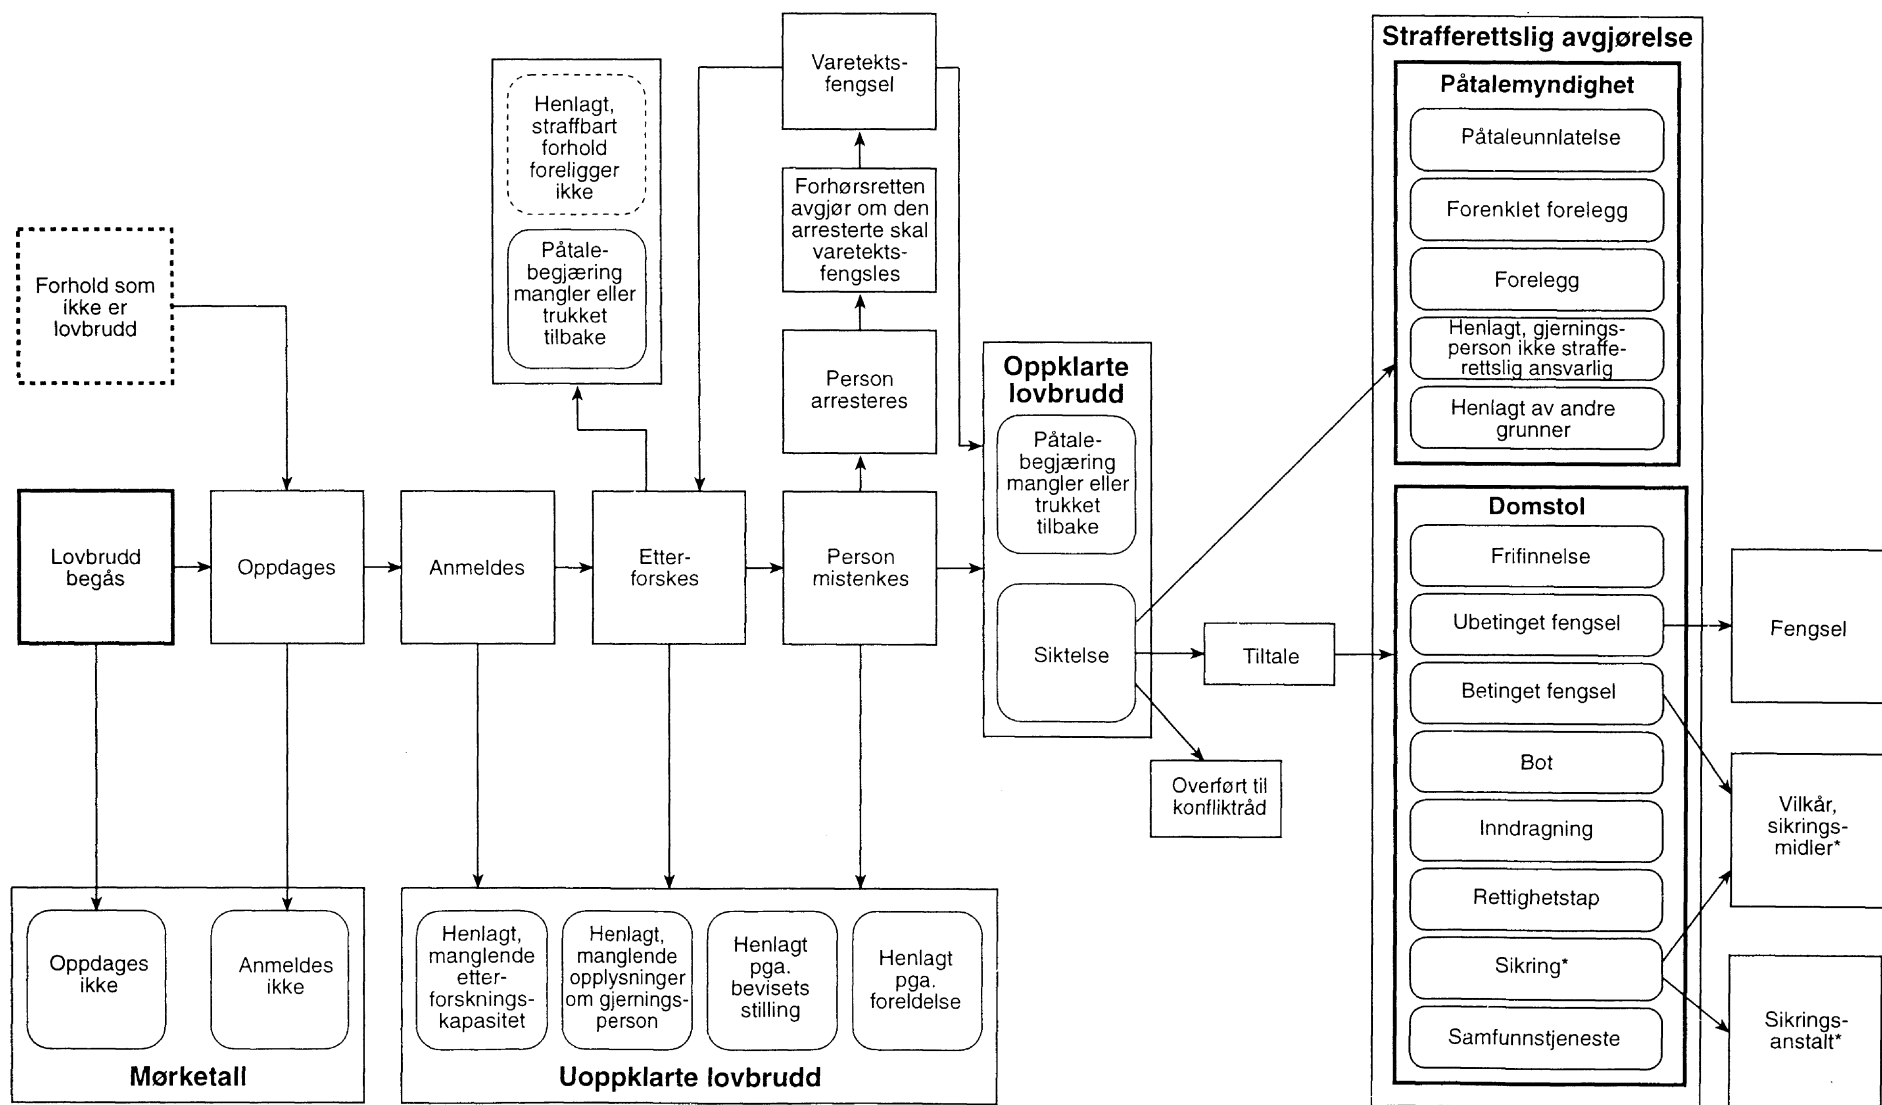 Forhold som
ikke er
lovbrudd
Lovbrudd
begås
Oppdages
Anmeldes
Etter-
forskes
Person
mistenkes
Henlagt,
straffbart
forhold
foreligger
ikke
Påtale-
begjæring
mangler eller
trukket
tilbake
Varetekts-
fengsel
Forhørsretten
avgjør om den
arresterte skal
varetekts-
fengsles
Person
arresteres
Oppklarte
lovbrudd
Påtale-
begjæring
mangler eller
trukket
tilbake
Siktelse
Tiltale
Overført til
konfliktråd
Strafferettslig avgjørelse
Påtalemyndighet
Påtaleunnlatelse
Forenklet forelegg
Forelegg
Henlagt, gjernings-
person ikke straffe-
rettslig ansvarlig
Henlagt av andre
grunner
Domstol
Frifinnelse
Ubetinget fengsel
Betinget fengsel
Bot
Inndragning
Rettighetstap
Sikring*
Samfunnstjeneste
Fengsel
Vilkår,
sikrings-
midler*
Sikrings-
anstalt*
Oppdages
ikke
Anmeldes
ikke
Mørketall
Henlagt,
manglende
etter-
forsknings-
kapasitet
Henlagt,
manglende
opplysninger
om gjernings-
person
Henlagt
pga.
bevisets
stilling
Henlagt
pga.
foreldelse
Uoppklarte lovbrudd